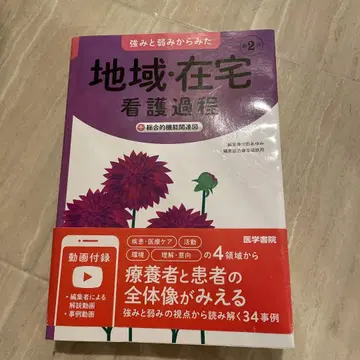 強みと弱みからみた
第2版
地域・在宅
看護過程
+総合的機能関連図
医学書院
疾患・医療ケア 活動
環境 理解・意向 の4領域から
療養者と患者の
全体像がみえる
強みと弱みの視点から読み解く34事例
動画付録
・編集者による
解説動画
・事例動画